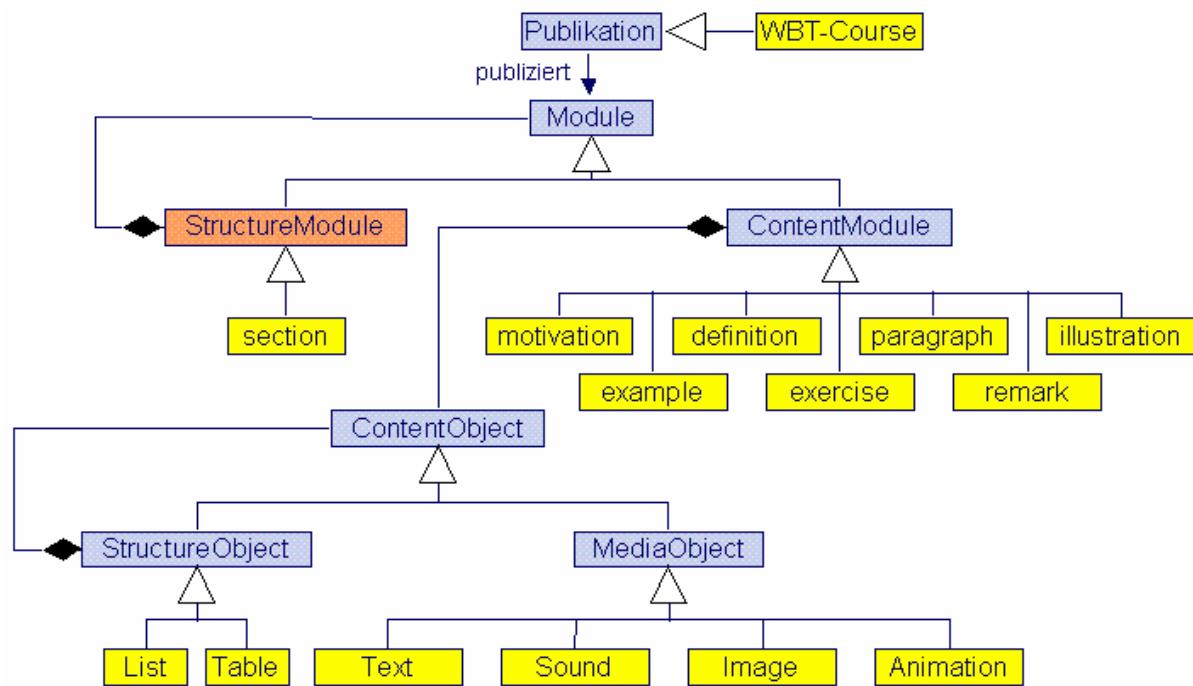 Publikation
WBT-Course
publiziert
Module
StructureModule
ContentModule
section
motivation
definition
paragraph
illustration
example
exercise
remark
ContentObject
StructureObject
MediaObject
List
Table
Text
Sound
Image
Animation